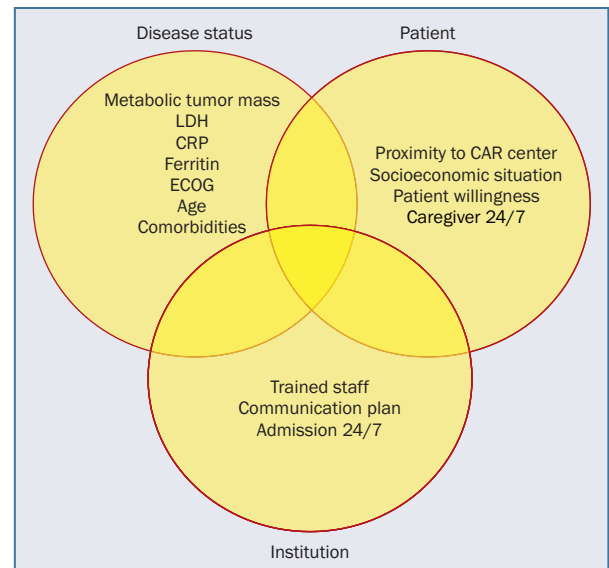 Disease status
Patient
Metabolic tumor mass
LDH
CRP
Ferritin
ECOG
Age
Comorbidities
Proximity to CAR center
Socioeconomic situation
Patient willingness
Caregiver 24/7
Trained staff
Communication plan
Admission 24/7
Institution